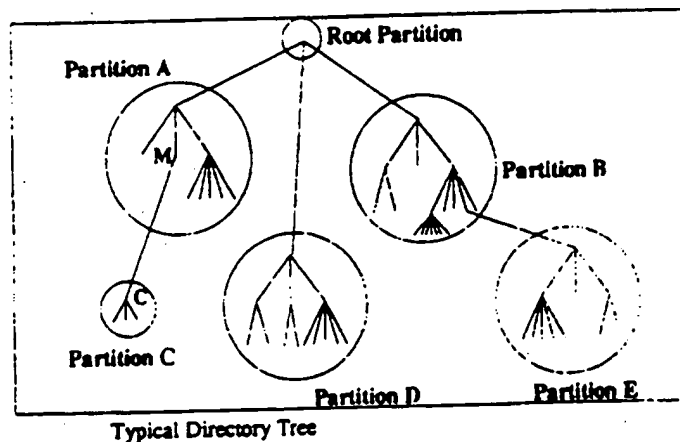 Root Partition
Partition A
M
Partition B
C
Partition C
Partition D
Partition E
Typical Directory Tree